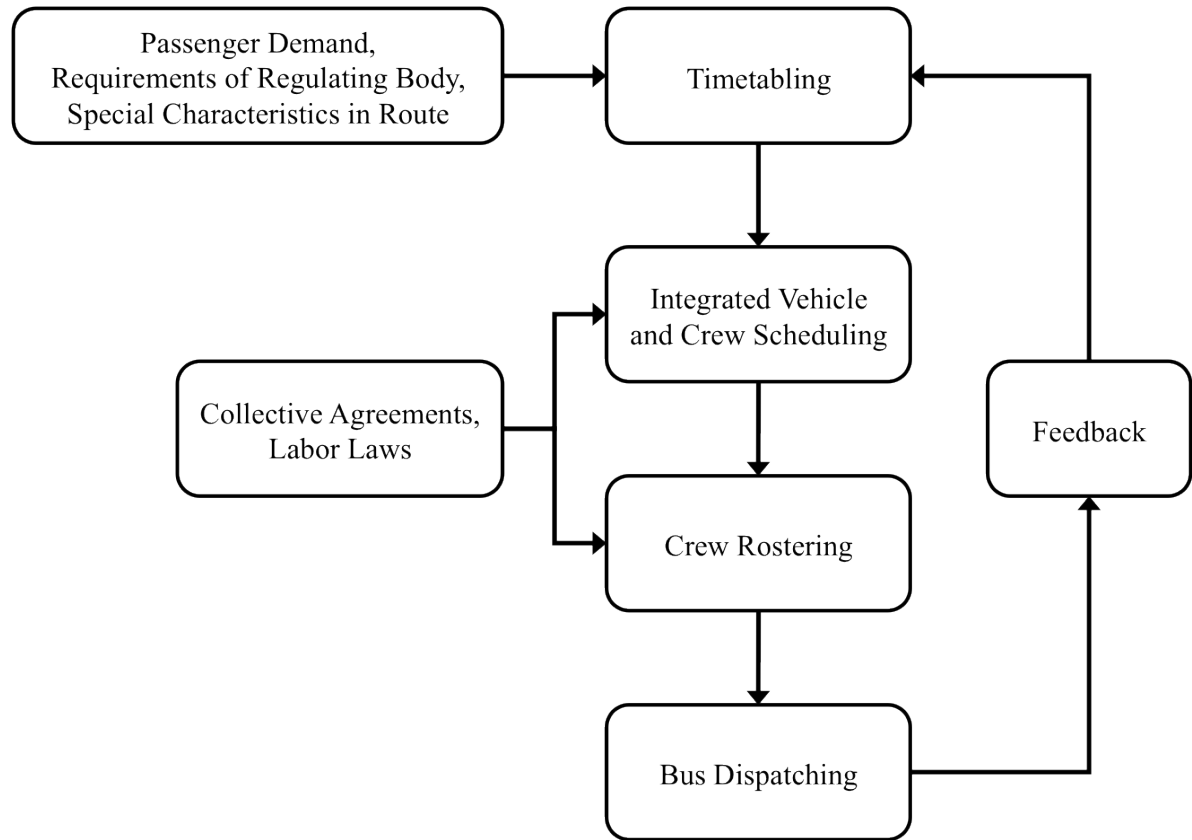 Passenger Demand,
Requirements of Regulating Body,
Special Characteristics in Route
Timetabling
Integrated Vehicle
and Crew Scheduling
Collective Agreements,
Labor Laws
Feedback
Crew Rostering
Bus Dispatching